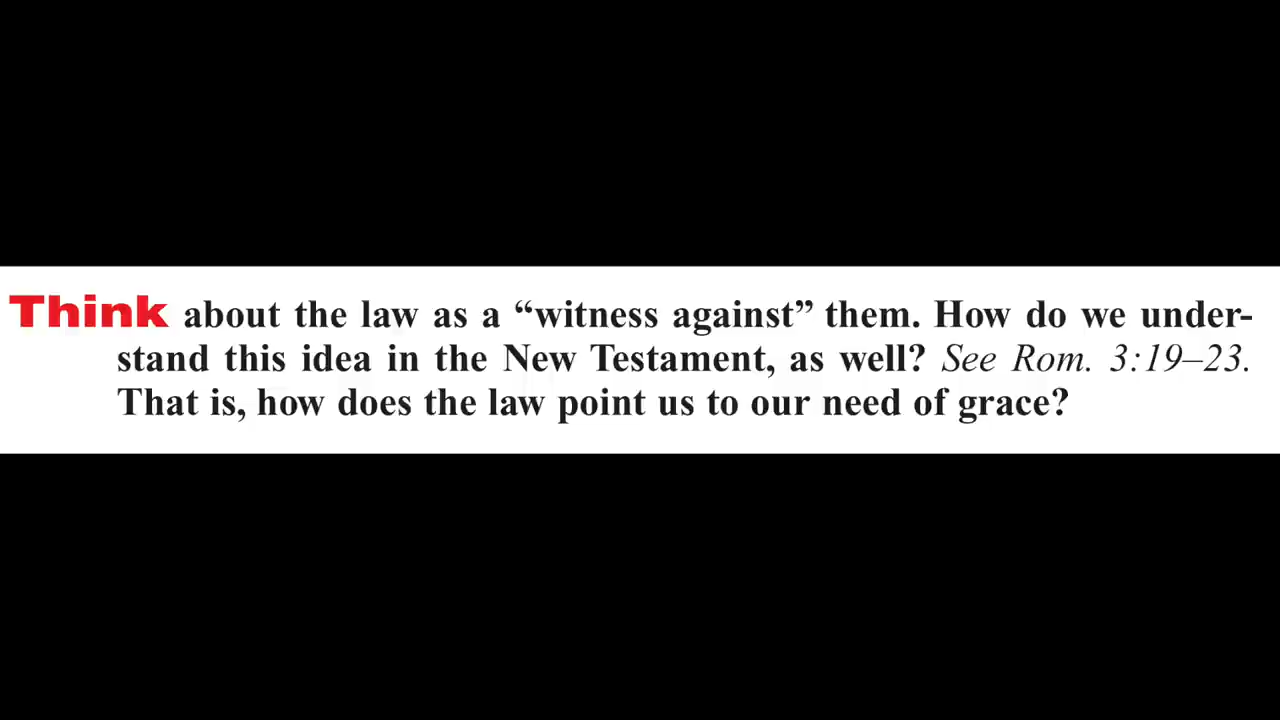 Think about the law as a “witness against” them. How do we under-
stand this idea in the New Testament, as well? See Rom. 3:19–23.
That is, how does the law point us to our need of grace?